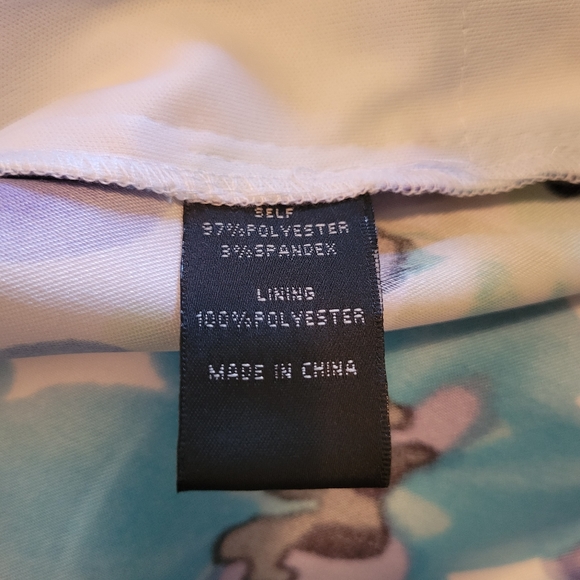 SELF
97%POLYESTER
3%SPANDEX
LINING
100%POLYESTER
MADE IN CHINA